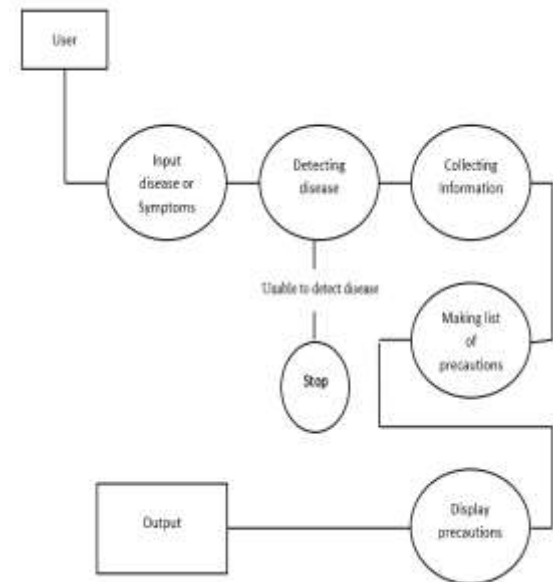 User
Input
disease or
Symptoms
Detecting
disease
Collecting
Information
Unable to detect disease
Making list
of
precautions
Stop
Output
Display
precautions